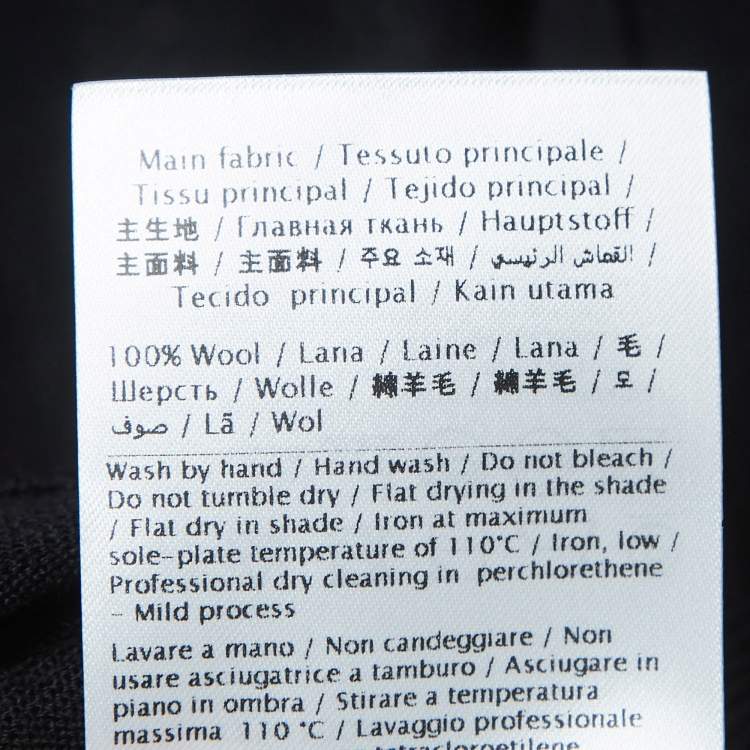 Main fabric / Tessuto principale /
Tissu principal / Tejido principal /
主生地 / Главная ткань / Hauptstoff /
主面料 / 主面料 / 주요 소재 / القماش الرئيسي /
Tecido principal / Kain utama
100% Wool / Lana / Laine / Lana / 毛 /
Шерсть / Wolle / 綿羊毛 / 綿羊毛 / 모 /
صوف / Lã / Wol
Wash by hand / Hand wash / Do not bleach /
Do not tumble dry / Flat drying in the shade
/ Flat dry in shade / Iron at maximum
sole-plate temperature of 110°C / Iron, low /
Professional dry cleaning in perchlorethene
- Mild process
Lavare a mano / Non candeggiare / Non
usare asciugatrice a tamburo / Asciugare in
piano in ombra / Stirare a temperatura
massima 110 °C / Lavaggio professionale
tetracloroetilene